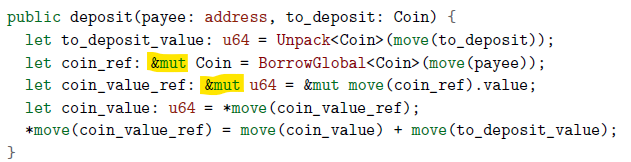 public deposit(payee: address, to_deposit: Coin) {
let to_deposit_value: u64 = Unpack<Coin>(move(to_deposit));
let coin_ref: &mut Coin = BorrowGlobal<Coin>(move(payee));
let coin_value_ref: &mut u64 = &mut move(coin_ref).value;
let coin_value: u64 = *move(coin_value_ref);
*move(coin_value_ref) = move(coin_value) + move(to_deposit_value);
}